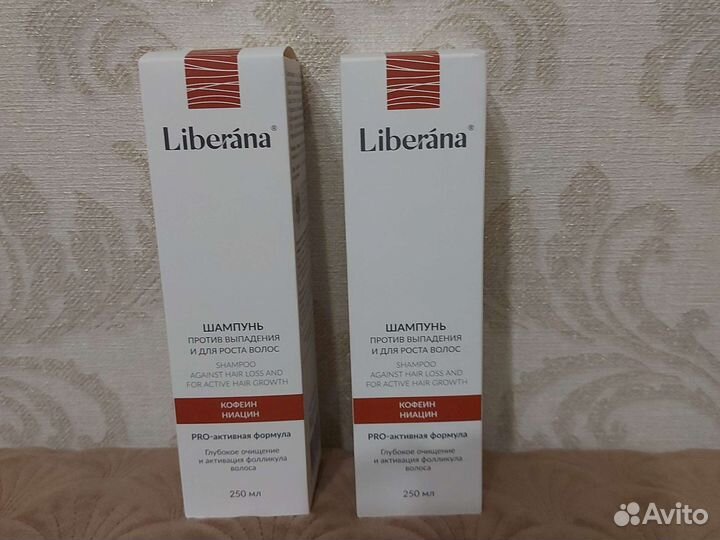 Liberána®
ШАМПУНЬ
ПРОТИВ ВЫПАДЕНИЯ
И ДЛЯ РОСТА ВОЛОС
SHAMPOO
AGAINST HAIR LOSS AND
FOR ACTIVE HAIR GROWTH
КОФЕИН
НИАЦИН
PRO-активная формула
Глубокое очищение
и активация фолликула
волоса
250 мл
Liberána®
ШАМПУНЬ
ПРОТИВ ВЫПАДЕНИЯ
И ДЛЯ РОСТА ВОЛОС
SHAMPOO
AGAINST HAIR LOSS AND
FOR ACTIVE HAIR GROWTH
КОФЕИН
НИАЦИН
PRO-активная формула
Глубокое очищение
и активация фолликула
волоса
250 мл
Avito